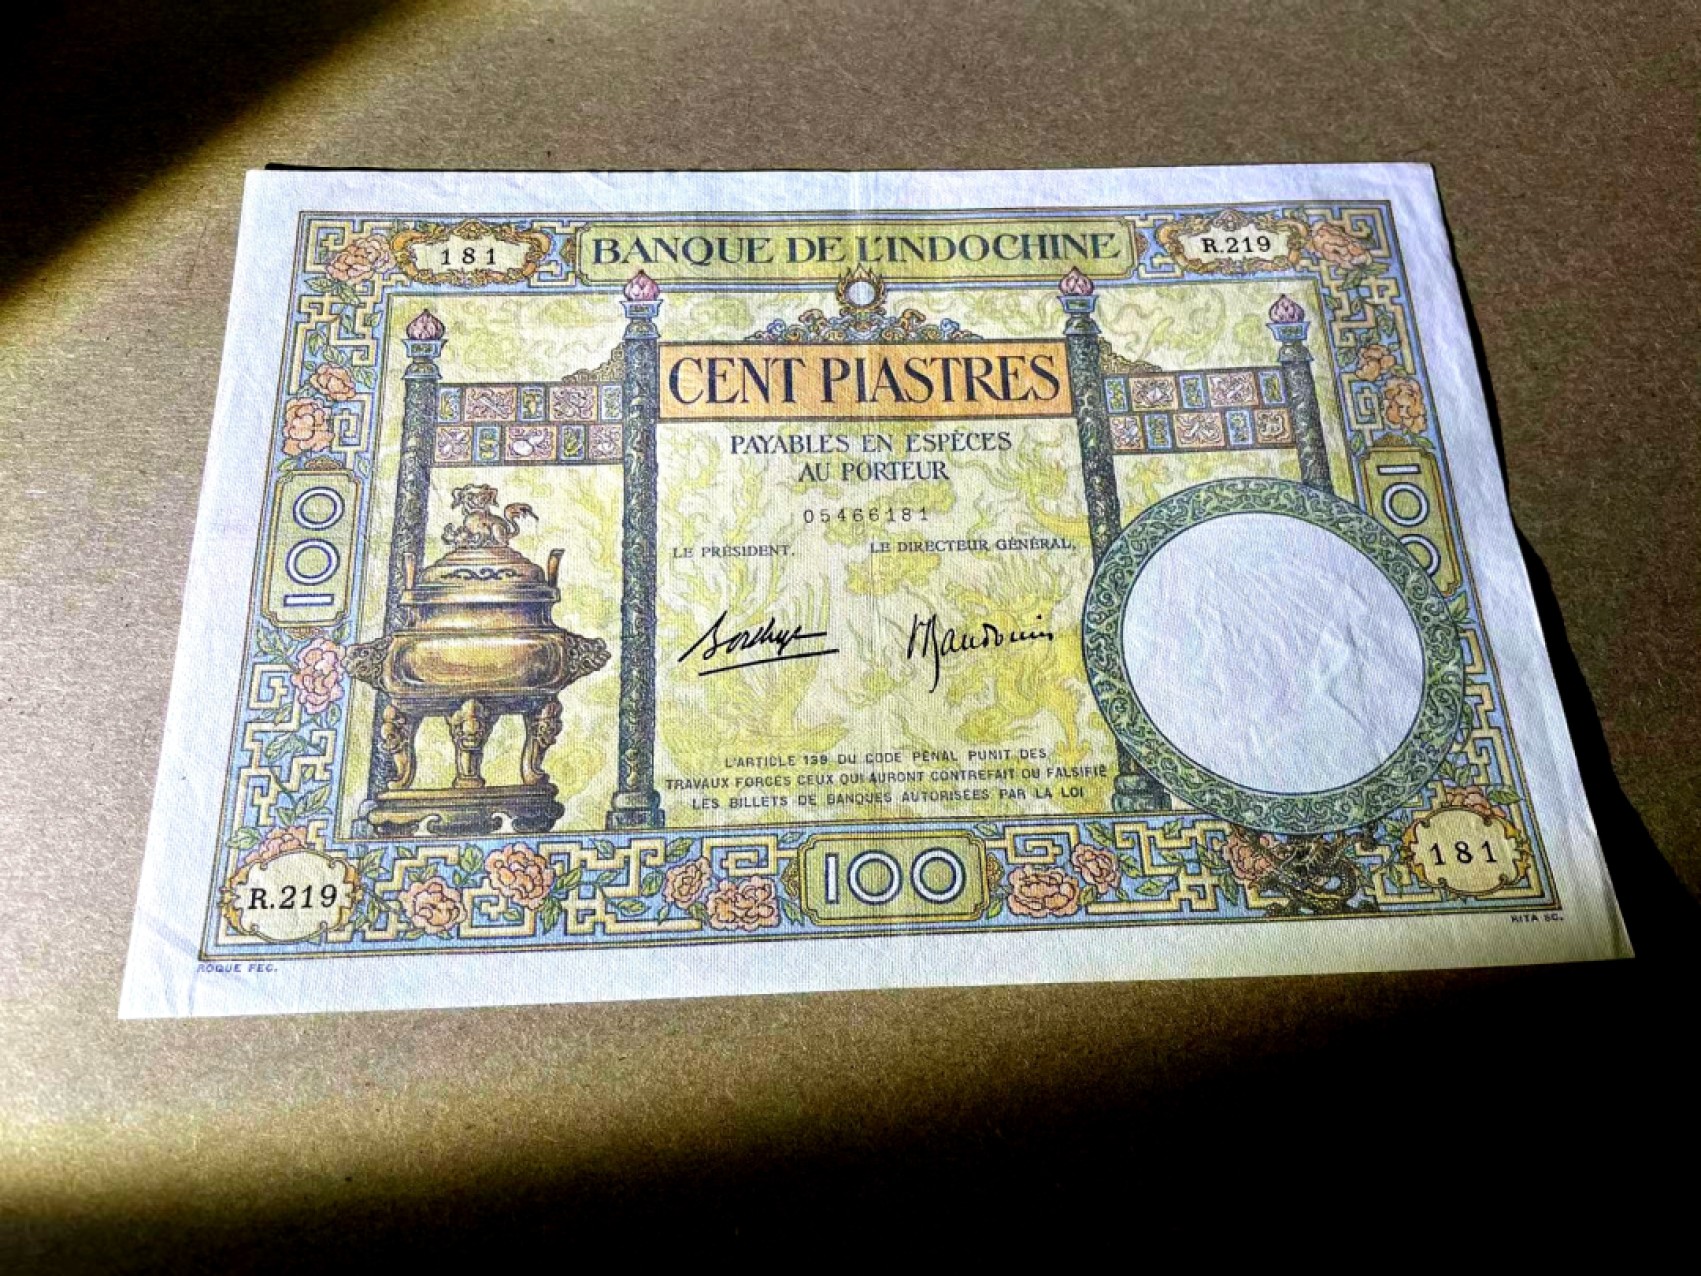 BANQUE DE L'INDOCHINE
181
R.219
CENT PIASTRES
PAYABLES EN ESPÈCES
AU PORTEUR
05466181
LE PRÉSIDENT.
LE DIRECTEUR GÉNÉRAL.
100
100
L'ARTICLE 139 DU CODE PÉNAL PUNIT DES
TRAVAUX FORCÉS CEUX QUI AURONT CONTREFAIT OU FALSIFIÉ
LES BILLETS DE BANQUES AUTORISÉES PAR LA LOI
R.219
100
181
ROQUE FEC.
RITA SC.